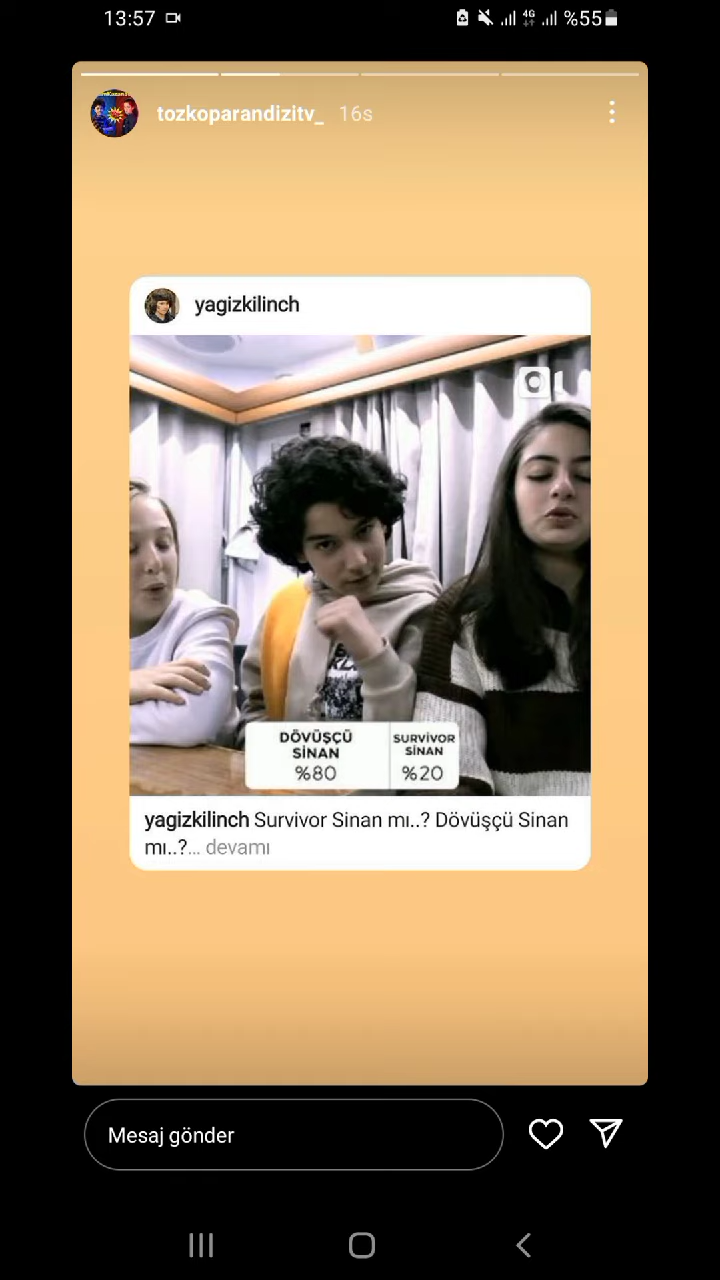 13:57 4G %55
tozkoparandizitv_ 16s
yagizkilinch
DÖVÜŞÇÜ
SİNAN
%80
SURVİVOR
SİNAN
%20
yagizkilinch Survivor Sinan mı..? Dövüşçü Sinan
mı..?... devamı
Mesaj gönder